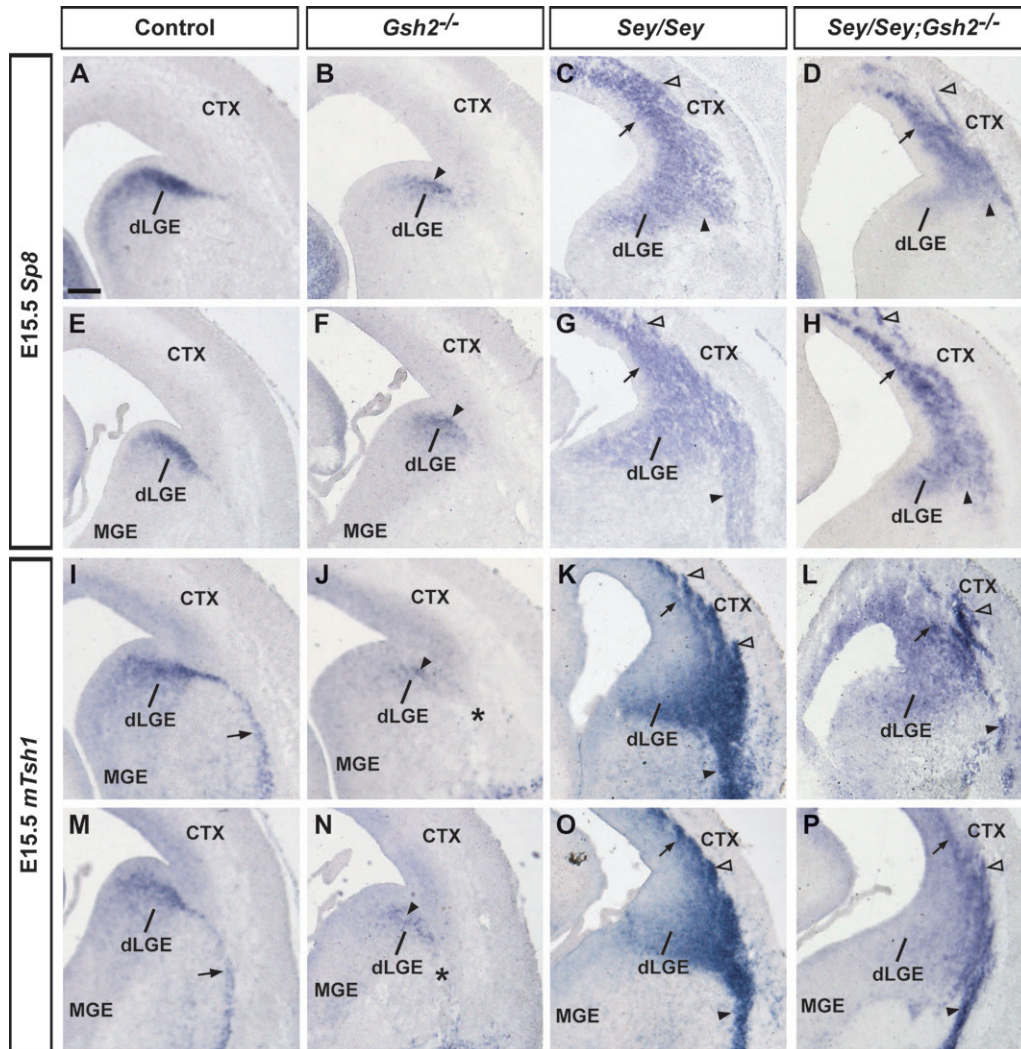 Control
Gsh2-/-
Sey/Sey
Sey/Sey;Gsh2-/-
E15.5 Sp8
A
CTX
dLGE
B
CTX
dLGE
C
CTX
dLGE
D
CTX
dLGE
E
CTX
dLGE
MGE
F
CTX
dLGE
MGE
G
CTX
dLGE
H
CTX
dLGE
E15.5 mTsh1
I
CTX
dLGE
MGE
J
CTX
dLGE
*
MGE
K
CTX
dLGE
L
CTX
dLGE
M
CTX
dLGE
MGE
N
CTX
dLGE
*
MGE
O
CTX
dLGE
MGE
P
CTX
dLGE
MGE